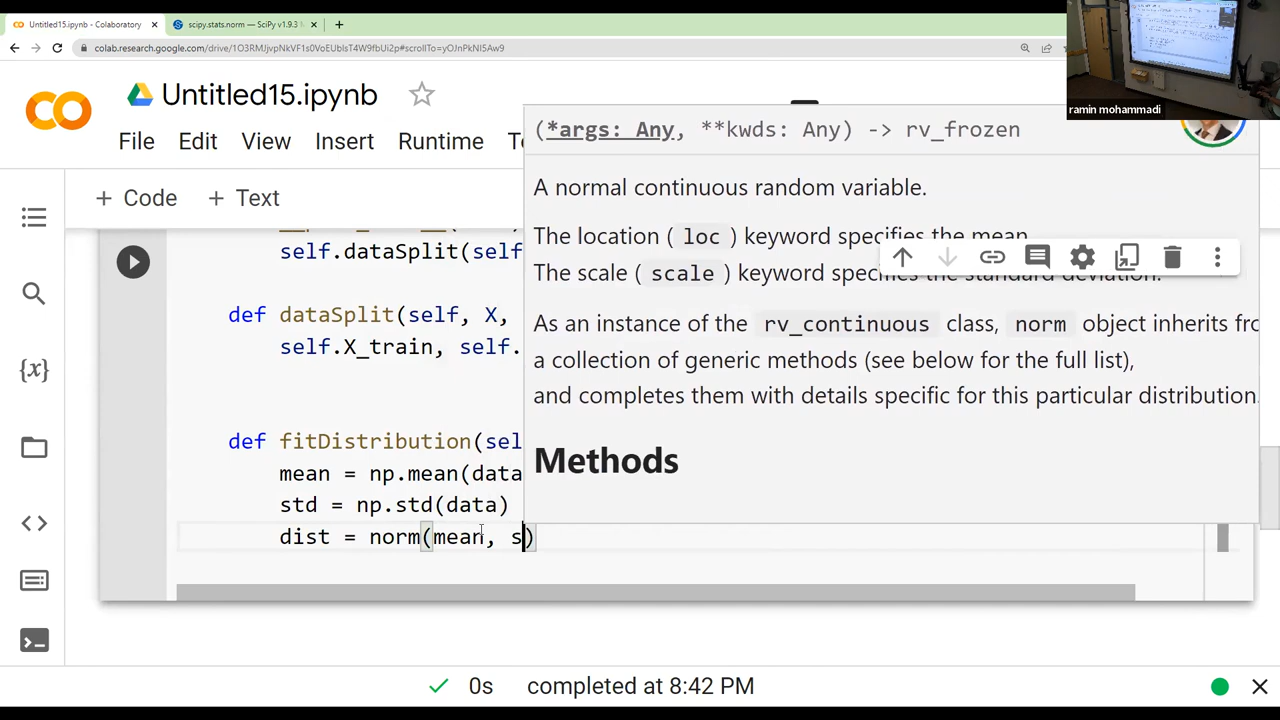 Untitled15.ipynb - Colaboratory
scipy.stats.norm — SciPy v1.9.3 M
colab.research.google.com/drive/1O3RMJjvpNkVF1s0VoEUblsT4W9fbUi2p#scrollTo=yOJnPkNI5Aw9
ramin mohammadi
Untitled15.ipynb
File Edit View Insert Runtime
+ Code + Text
(*args: Any, **kwds: Any) -> rv_frozen
A normal continuous random variable.
The location ( loc ) keyword specifies the mean.
The scale ( scale ) keyword specifies the standard deviation.
As an instance of the rv_continuous class, norm object inherits fro
a collection of generic methods (see below for the full list),
and completes them with details specific for this particular distribution.
Methods
self.dataSplit(self
def dataSplit(self, X,
self.X_train, self.
def fitDistribution(sel
mean = np.mean(data
std = np.std(data)
dist = norm(mean, s)
0s completed at 8:42 PM